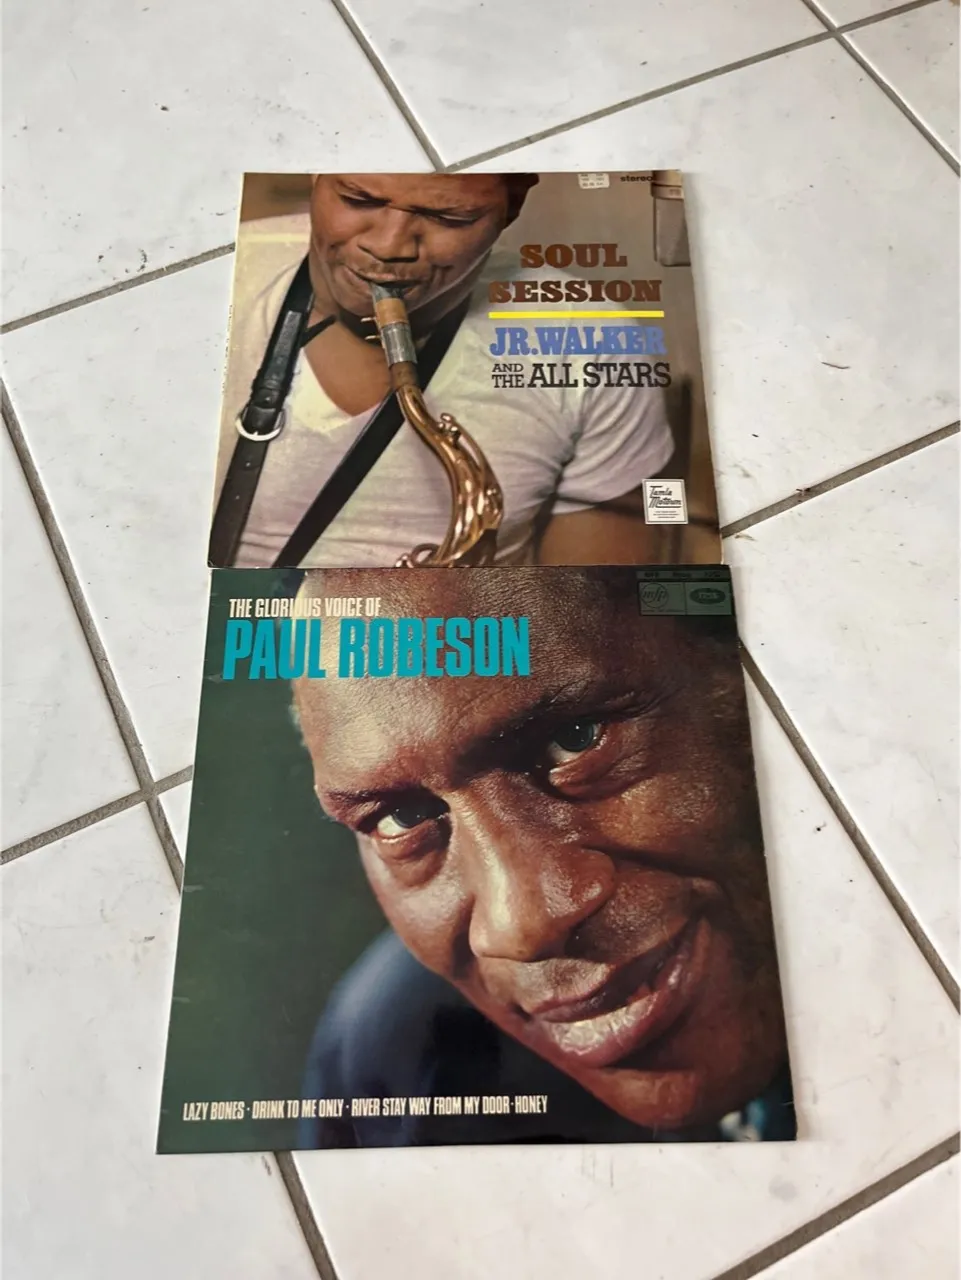 stereo
SOUL
SESSION
JR. WALKER
AND
THE ALL STARS
Tamla
Motown
THE GLORIOUS VOICE OF
PAUL ROBESON
mfp
LAZY BONES · DRINK TO ME ONLY · RIVER STAY WAY FROM MY DOOR · HONEY